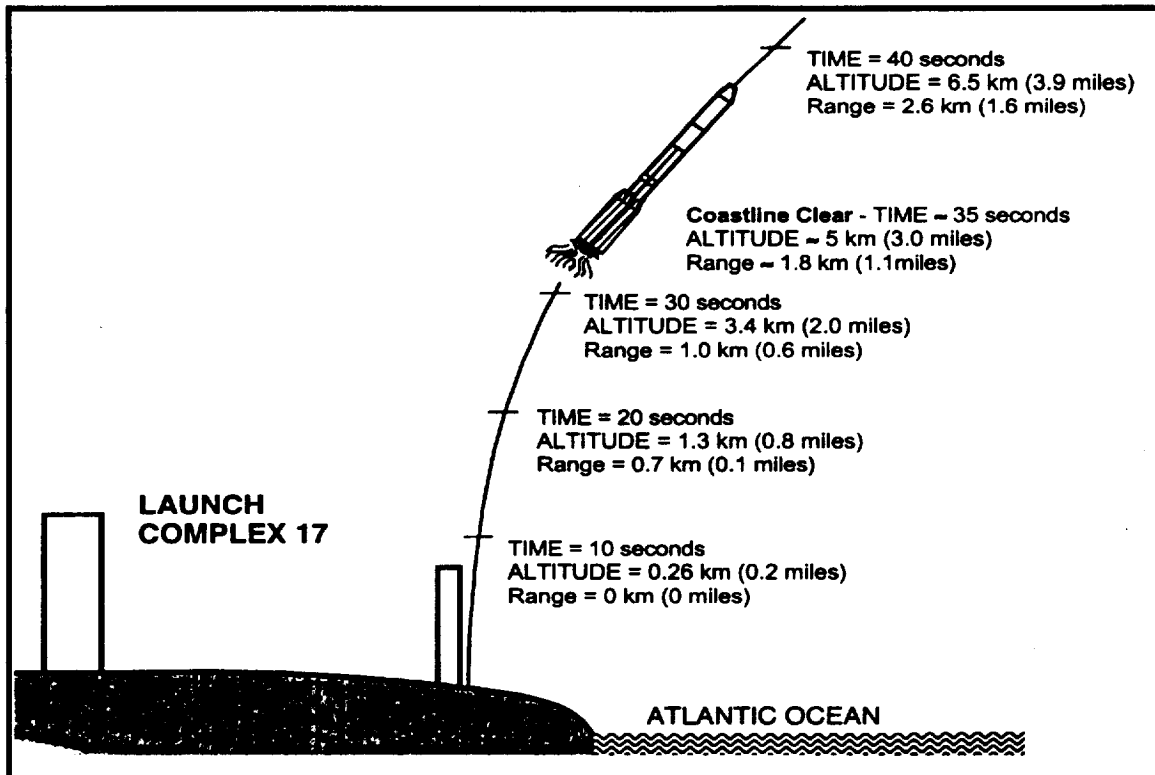 TIME = 40 seconds
ALTITUDE = 6.5 km (3.9 miles)
Range = 2.6 km (1.6 miles)
Coastline Clear - TIME ~ 35 seconds
ALTITUDE ~ 5 km (3.0 miles)
Range ~ 1.8 km (1.1miles)
TIME = 30 seconds
ALTITUDE = 3.4 km (2.0 miles)
Range = 1.0 km (0.6 miles)
TIME = 20 seconds
ALTITUDE = 1.3 km (0.8 miles)
Range = 0.7 km (0.1 miles)
LAUNCH
COMPLEX 17
TIME = 10 seconds
ALTITUDE = 0.26 km (0.2 miles)
Range = 0 km (0 miles)
ATLANTIC OCEAN